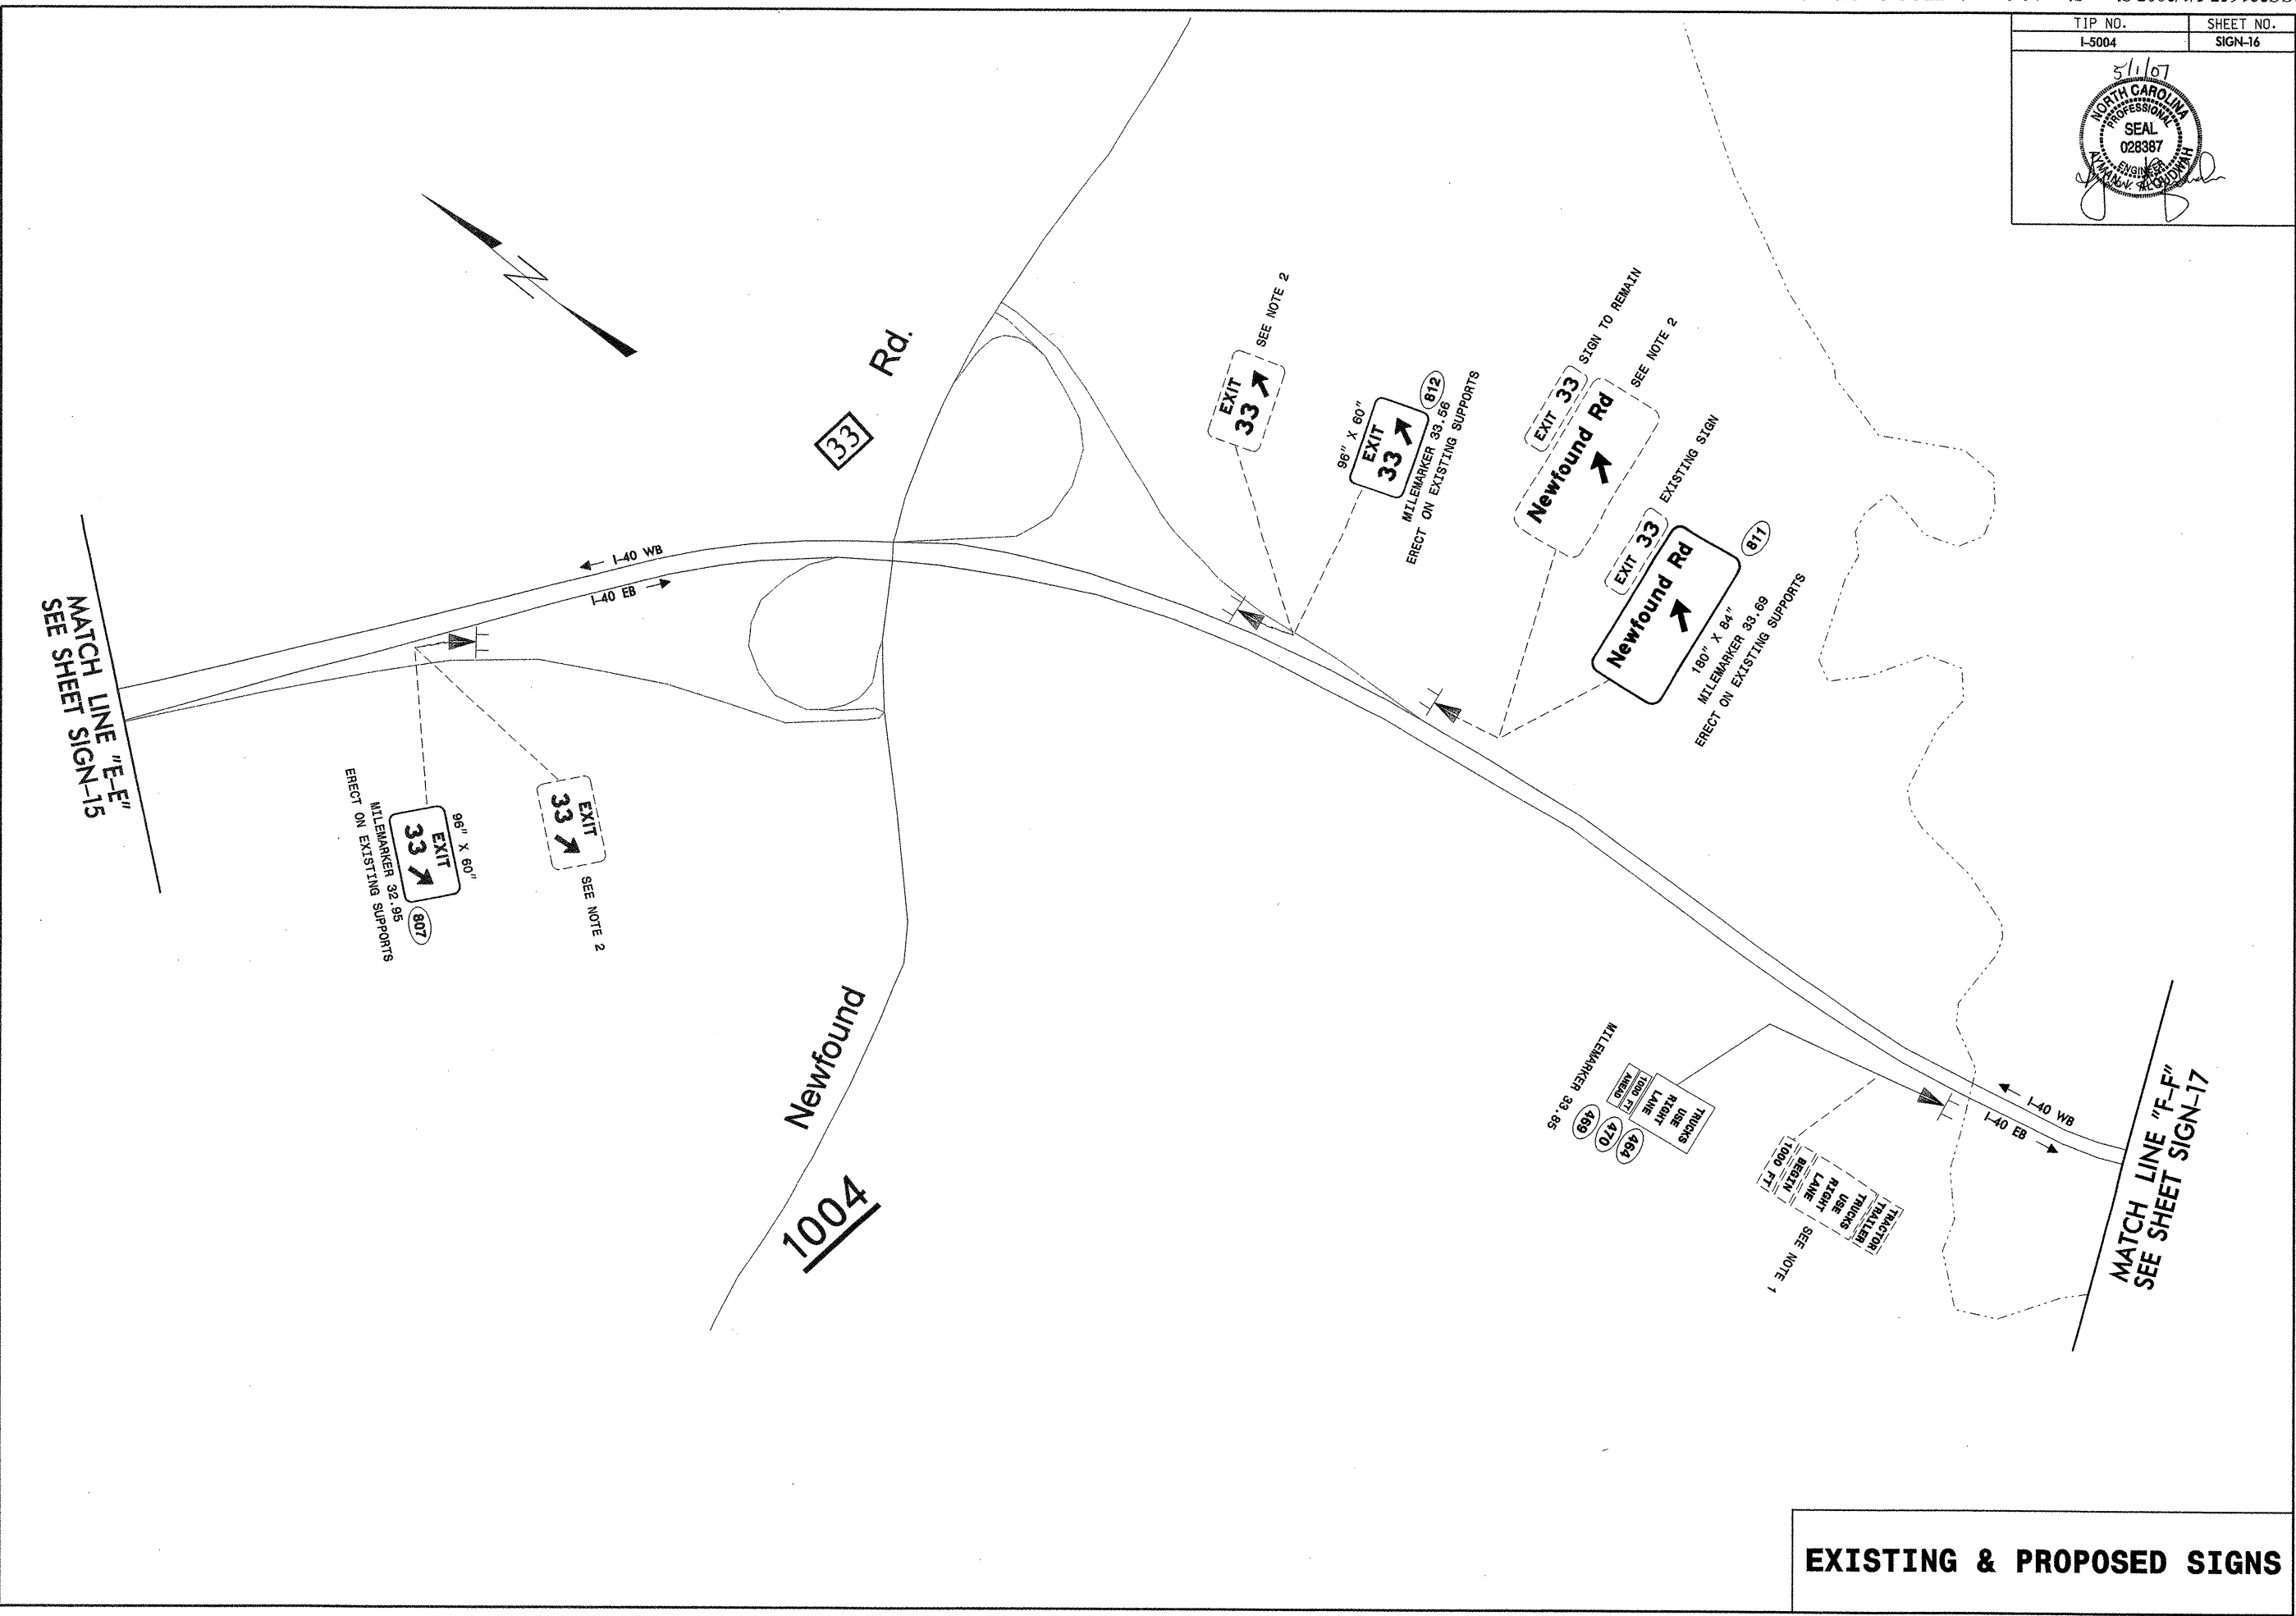 TIP NO.
SHEET NO.
I-5004
SIGN-16
5/1/07
NORTH CAROLINA
PROFESSIONAL
SEAL
028387
ENGINEER
AYMAN
33
Rd.
SEE NOTE 2
EXIT
33
96" X 60"
EXIT
33
812
MILEMARKER 33.56
ERECT ON EXISTING SUPPORTS
EXIT 33
SIGN TO REMAIN
Newfound Rd
SEE NOTE 2
EXIT 33
EXISTING SIGN
Newfound Rd
811
180" X 84"
MILEMARKER 33.69
ERECT ON EXISTING SUPPORTS
I-40 WB
I-40 EB
MATCH LINE "E-E"
SEE SHEET SIGN-15
96" X 60"
EXIT
33
807
MILEMARKER 32.95
ERECT ON EXISTING SUPPORTS
EXIT
33
SEE NOTE 2
Newfound
1004
TRUCKS
USE
RIGHT
LANE
1000 FT
AHEAD
464
470
469
MILEMARKER 33.85
TRACTOR
TRAILER
TRUCKS
USE
RIGHT
LANE
BEGIN
1000 FT
SEE NOTE 1
I-40 WB
I-40 EB
MATCH LINE "F-F"
SEE SHEET SIGN-17
EXISTING & PROPOSED SIGNS